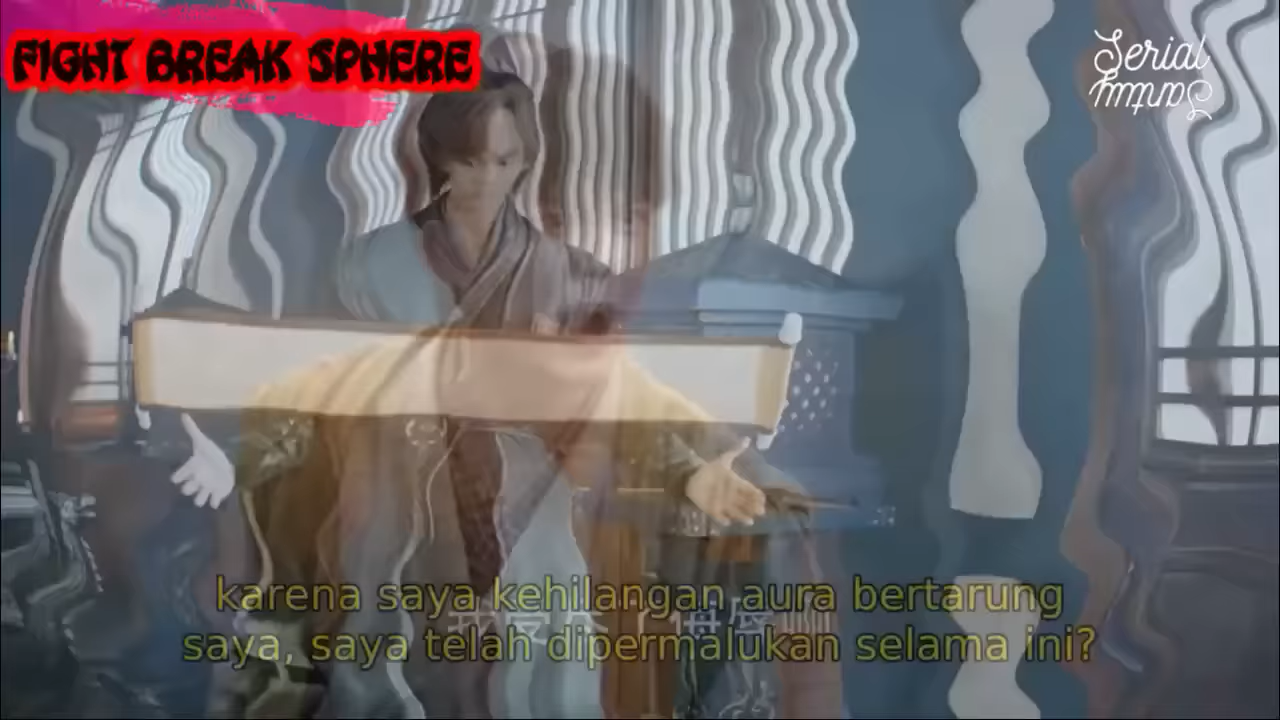 FIGHT BREAK SPHERE
Serial
karena saya kehilangan aura bertarung
saya, saya telah dipermalukan selama ini?